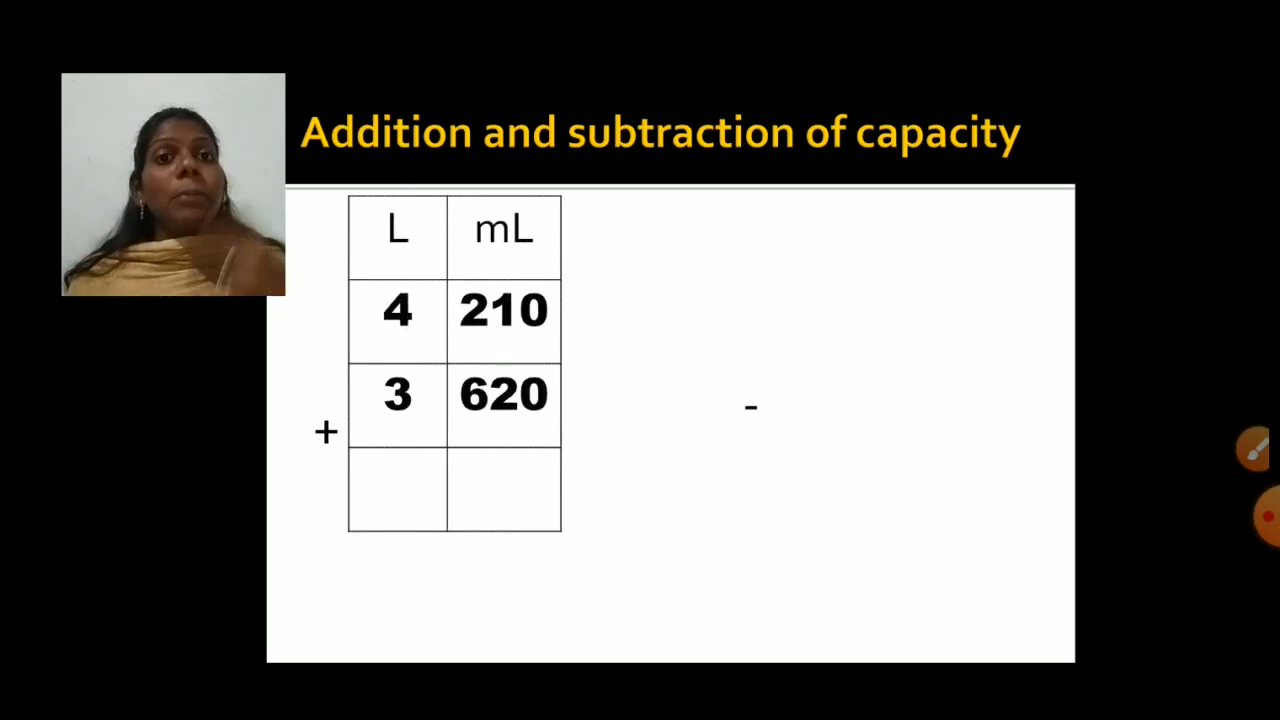 Addition and subtraction of capacity
L mL
4 210
3 620
+
-